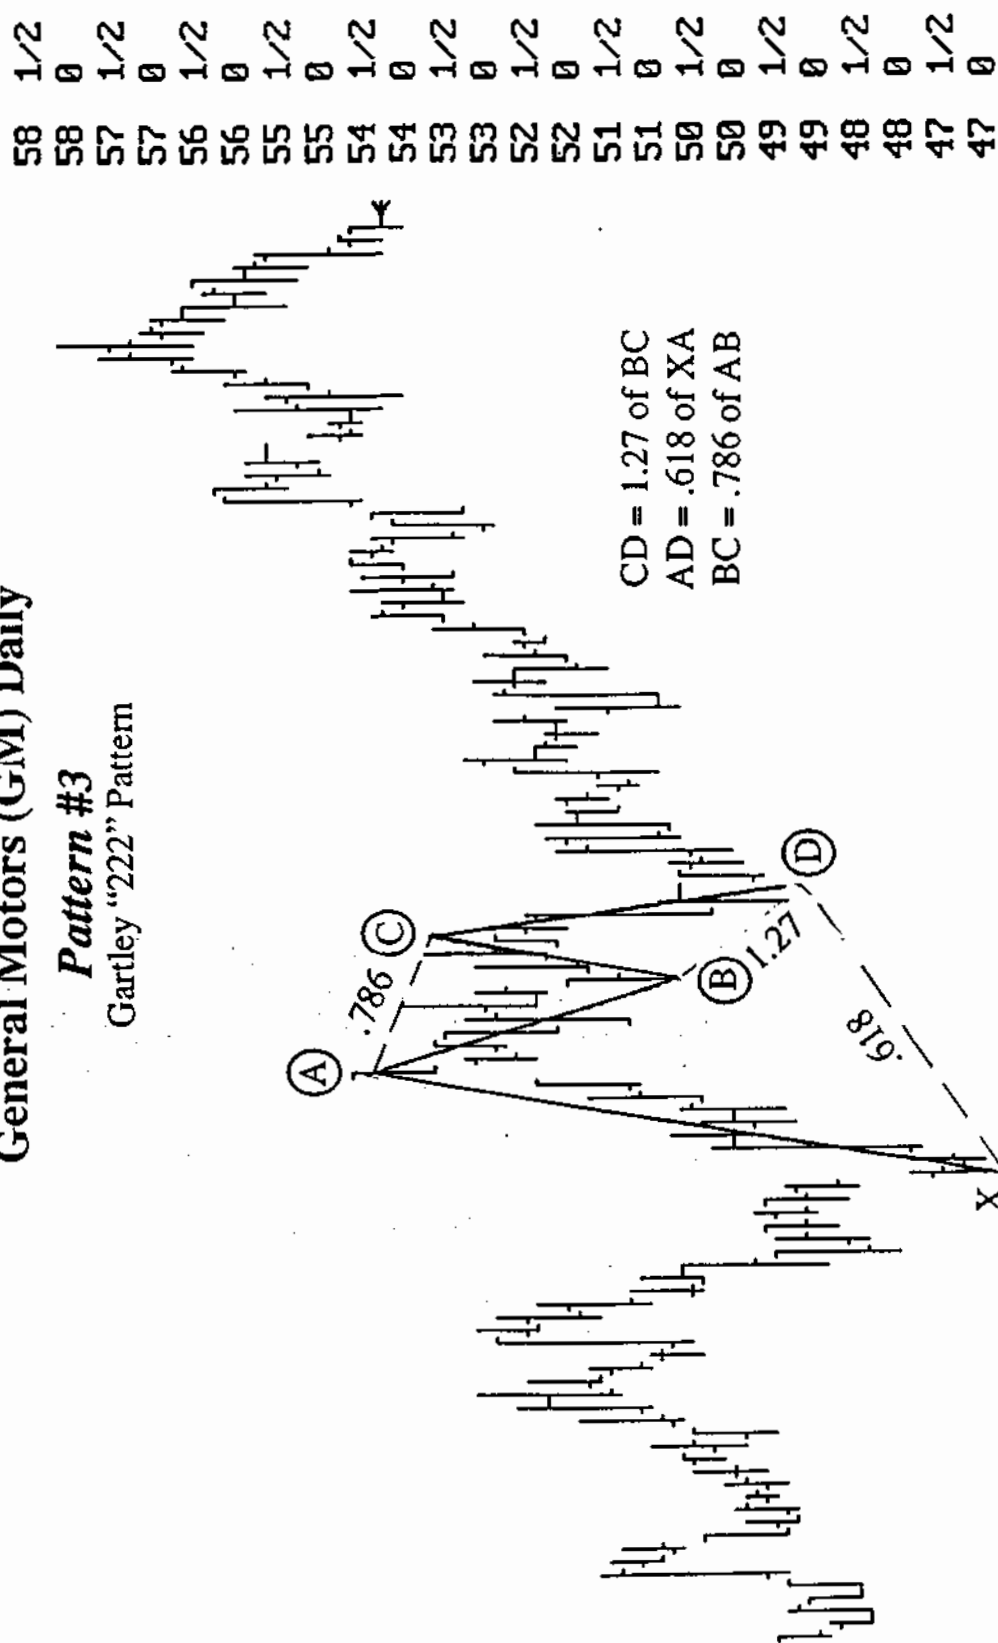 General Motors (GM) Daily
Pattern #3
Gartley “222” Pattern
58 1/2
58 0
57 1/2
57 0
56 1/2
56 0
55 1/2
55 0
54 1/2
54 0
53 1/2
53 0
52 1/2
52 0
51 1/2
51 0
50 1/2
50 0
49 1/2
49 0
48 1/2
48 0
47 1/2
47 0
A
.786
C
B
1.27
D
.618
X
CD = 1.27 of BC
AD = .618 of XA
BC = .786 of AB